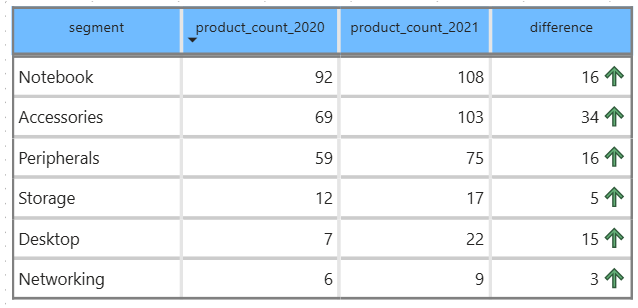 segment product_count_2020 product_count_2021 difference
Notebook 92 108 16
Accessories 69 103 34
Peripherals 59 75 16
Storage 12 17 5
Desktop 7 22 15
Networking 6 9 3